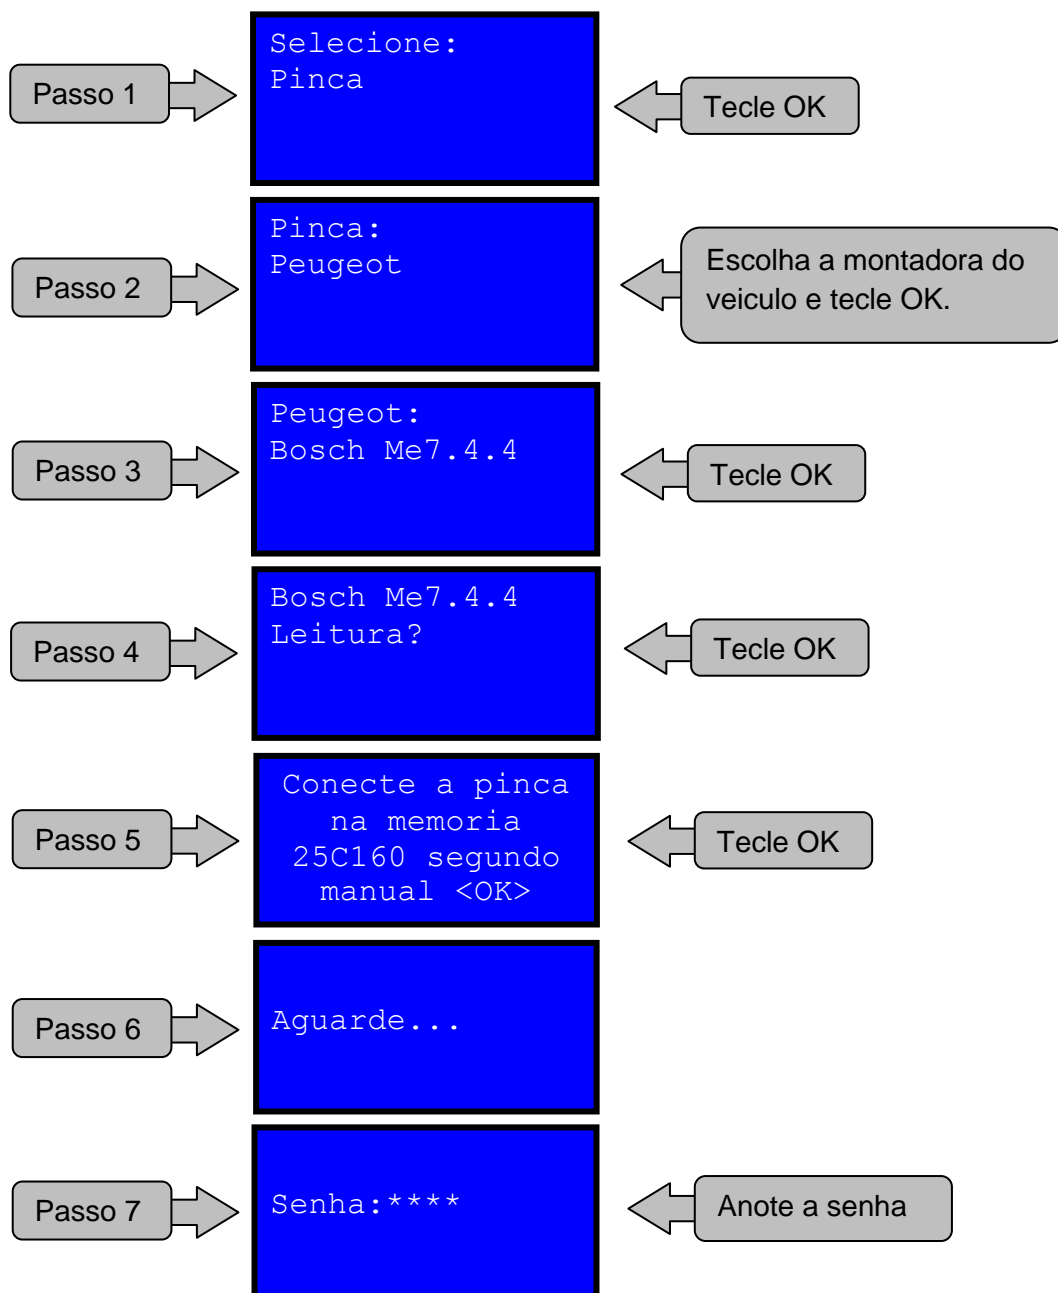 Passo 1
Selecione:
Pinca
Tecle OK
Passo 2
Pinca:
Peugeot
Escolha a montadora do
veiculo e tecle OK.
Passo 3
Peugeot:
Bosch Me7.4.4
Tecle OK
Passo 4
Bosch Me7.4.4
Leitura?
Tecle OK
Passo 5
Conecte a pinca
na memoria
25C160 segundo
manual <OK>
Tecle OK
Passo 6
Aguarde...
Passo 7
Senha:****
Anote a senha